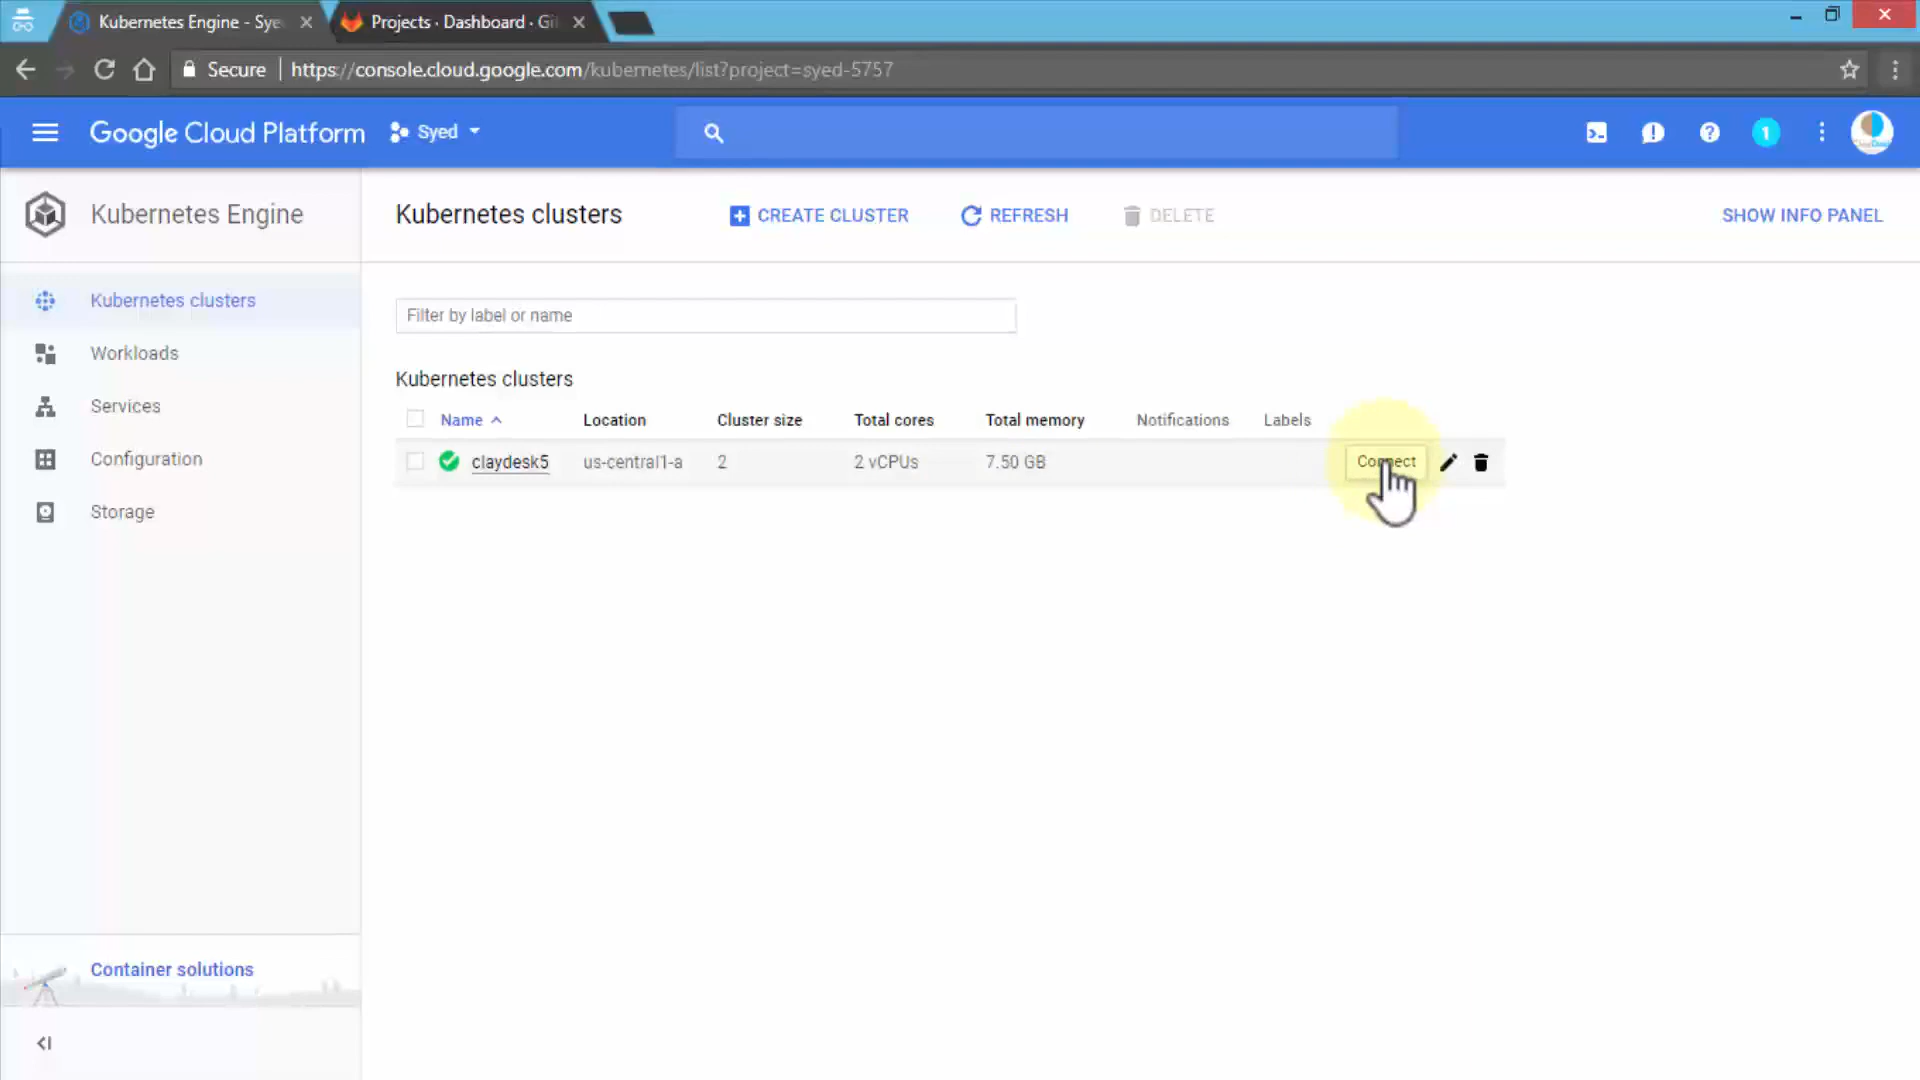 Kubernetes Engine - Sye
Projects · Dashboard · Git
Secure https://console.cloud.google.com/kubernetes/list?project=syed-5757
Google Cloud Platform Syed 1
Kubernetes Engine
Kubernetes clusters CREATE CLUSTER REFRESH DELETE SHOW INFO PANEL
Kubernetes clusters
Workloads
Services
Configuration
Storage
Filter by label or name
Kubernetes clusters
Name Location Cluster size Total cores Total memory Notifications Labels
claydesk5 us-central1-a 2 2 vCPUs 7.50 GB Connect
Container solutions